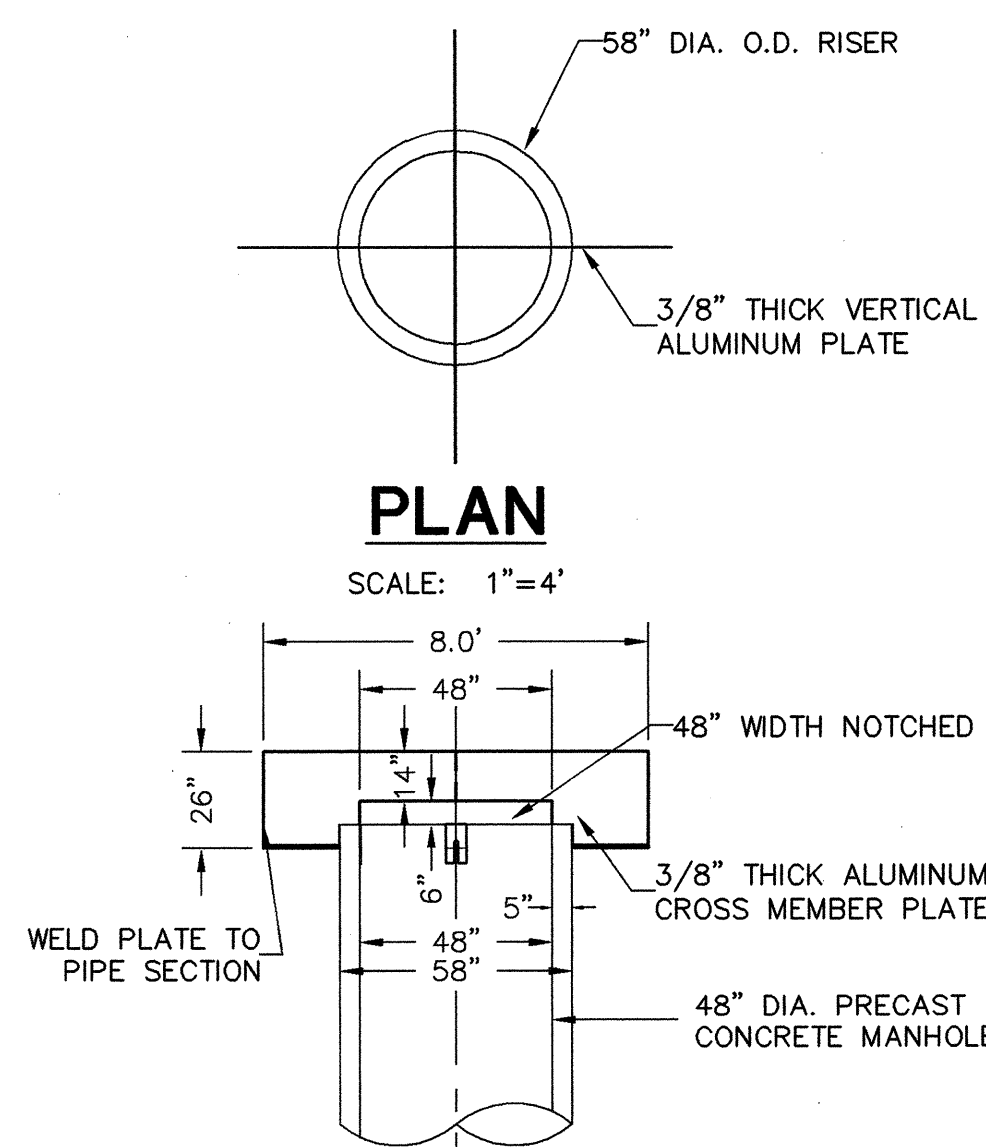 58" DIA. O.D. RISER
3/8" THICK VERTICAL
ALUMINUM PLATE
PLAN
SCALE: 1"=4'
8.0'
48"
48" WIDTH NOTCHED
14"
26"
6"
3/8" THICK ALUMINUM
CROSS MEMBER PLATE
5"
WELD PLATE TO
PIPE SECTION
48"
58"
48" DIA. PRECAST
CONCRETE MANHOLE